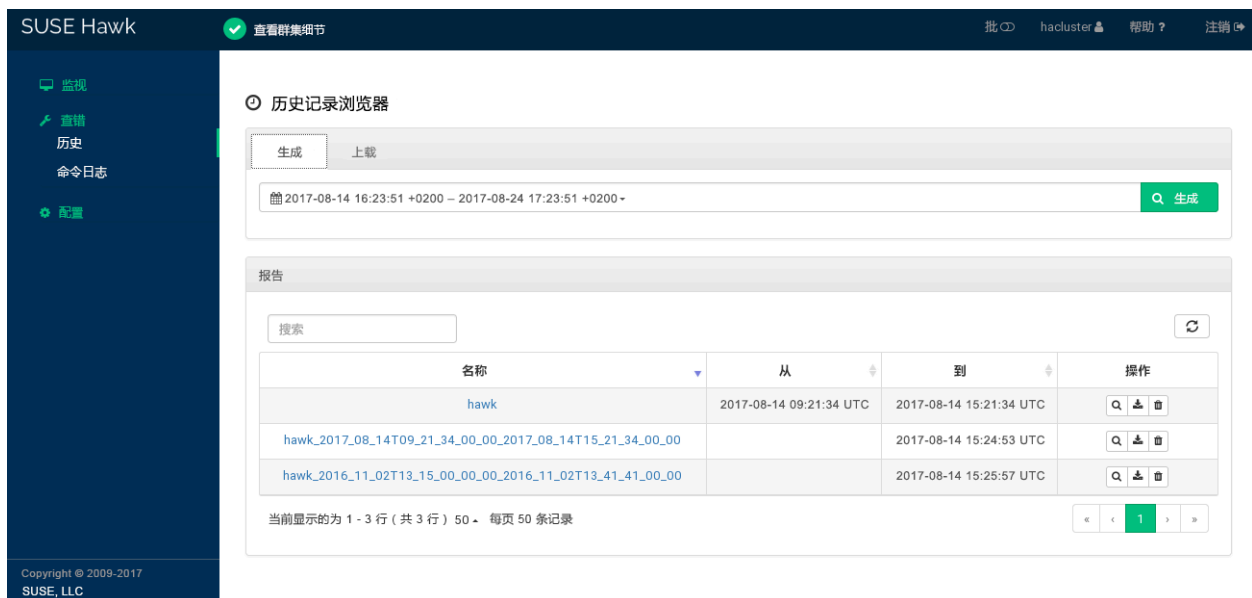 SUSE Hawk
查看群集细节
批
hacluster
帮助 ?
注销
监视
查错
历史
命令日志
配置
历史记录浏览器
生成
上载
2017-08-14 16:23:51 +0200 – 2017-08-24 17:23:51 +0200
生成
报告
搜索
名称 从 到 操作
hawk 2017-08-14 09:21:34 UTC 2017-08-14 15:21:34 UTC
hawk_2017_08_14T09_21_34_00_00_2017_08_14T15_21_34_00_00 2017-08-14 15:24:53 UTC
hawk_2016_11_02T13_15_00_00_00_2016_11_02T13_41_41_00_00 2017-08-14 15:25:57 UTC
当前显示的为 1 - 3 行 ( 共 3 行 ) 50 每页 50 条记录
« ‹ 1 › »
Copyright © 2009-2017
SUSE, LLC